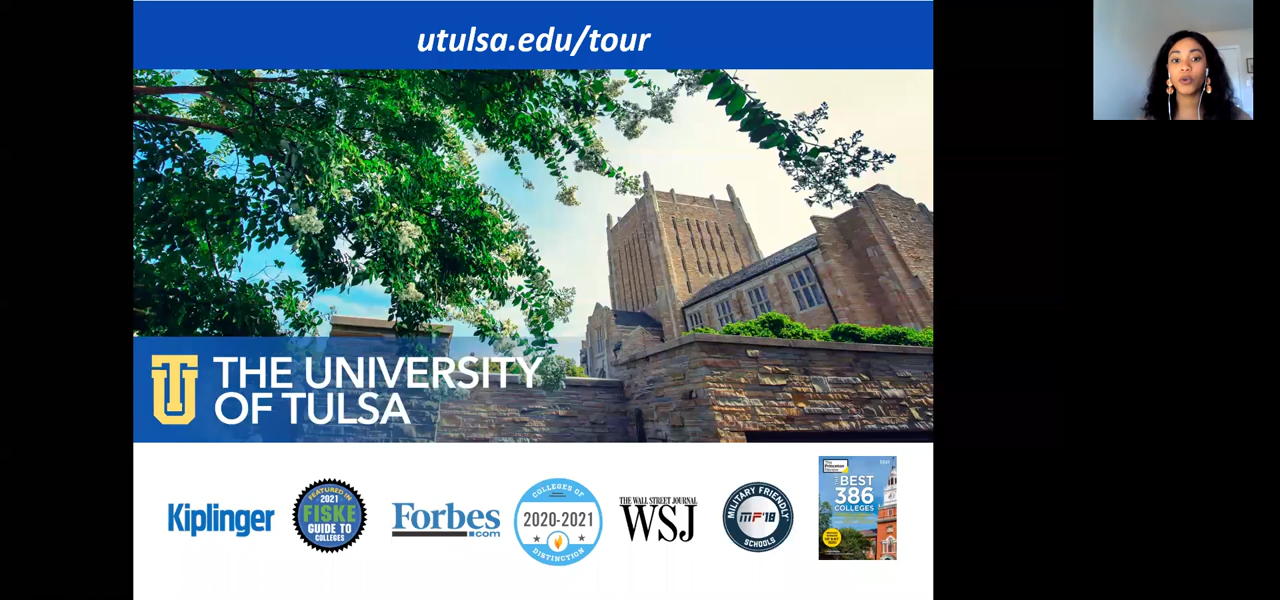 utulsa.edu/tour
THE UNIVERSITY
OF TULSA
Kiplinger
FEATURED IN
2021
FISKE
GUIDE TO
COLLEGES
Forbes
.com
COLLEGES OF
2020-2021
DISTINCTION
THE WALL STREET JOURNAL
WSJ
MILITARY FRIENDLY
MF'18
SCHOOLS
The
Princeton
Review
THE BEST
386
COLLEGES